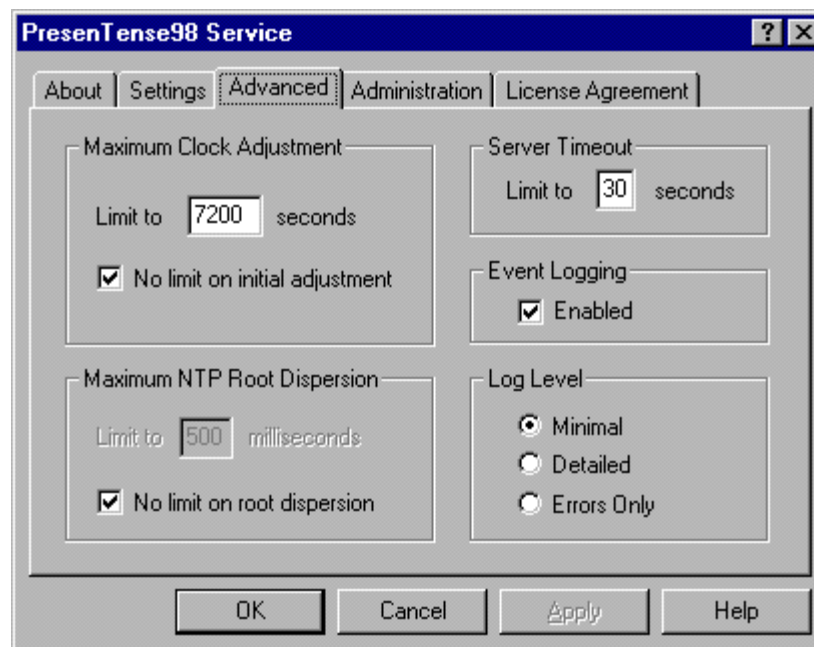 PresenTense98 Service
About
Settings
Advanced
Administration
License Agreement
Maximum Clock Adjustment
Limit to 7200 seconds
No limit on initial adjustment
Server Timeout
Limit to 30 seconds
Event Logging
Enabled
Maximum NTP Root Dispersion
Limit to 500 milliseconds
No limit on root dispersion
Log Level
Minimal
Detailed
Errors Only
OK
Cancel
Apply
Help